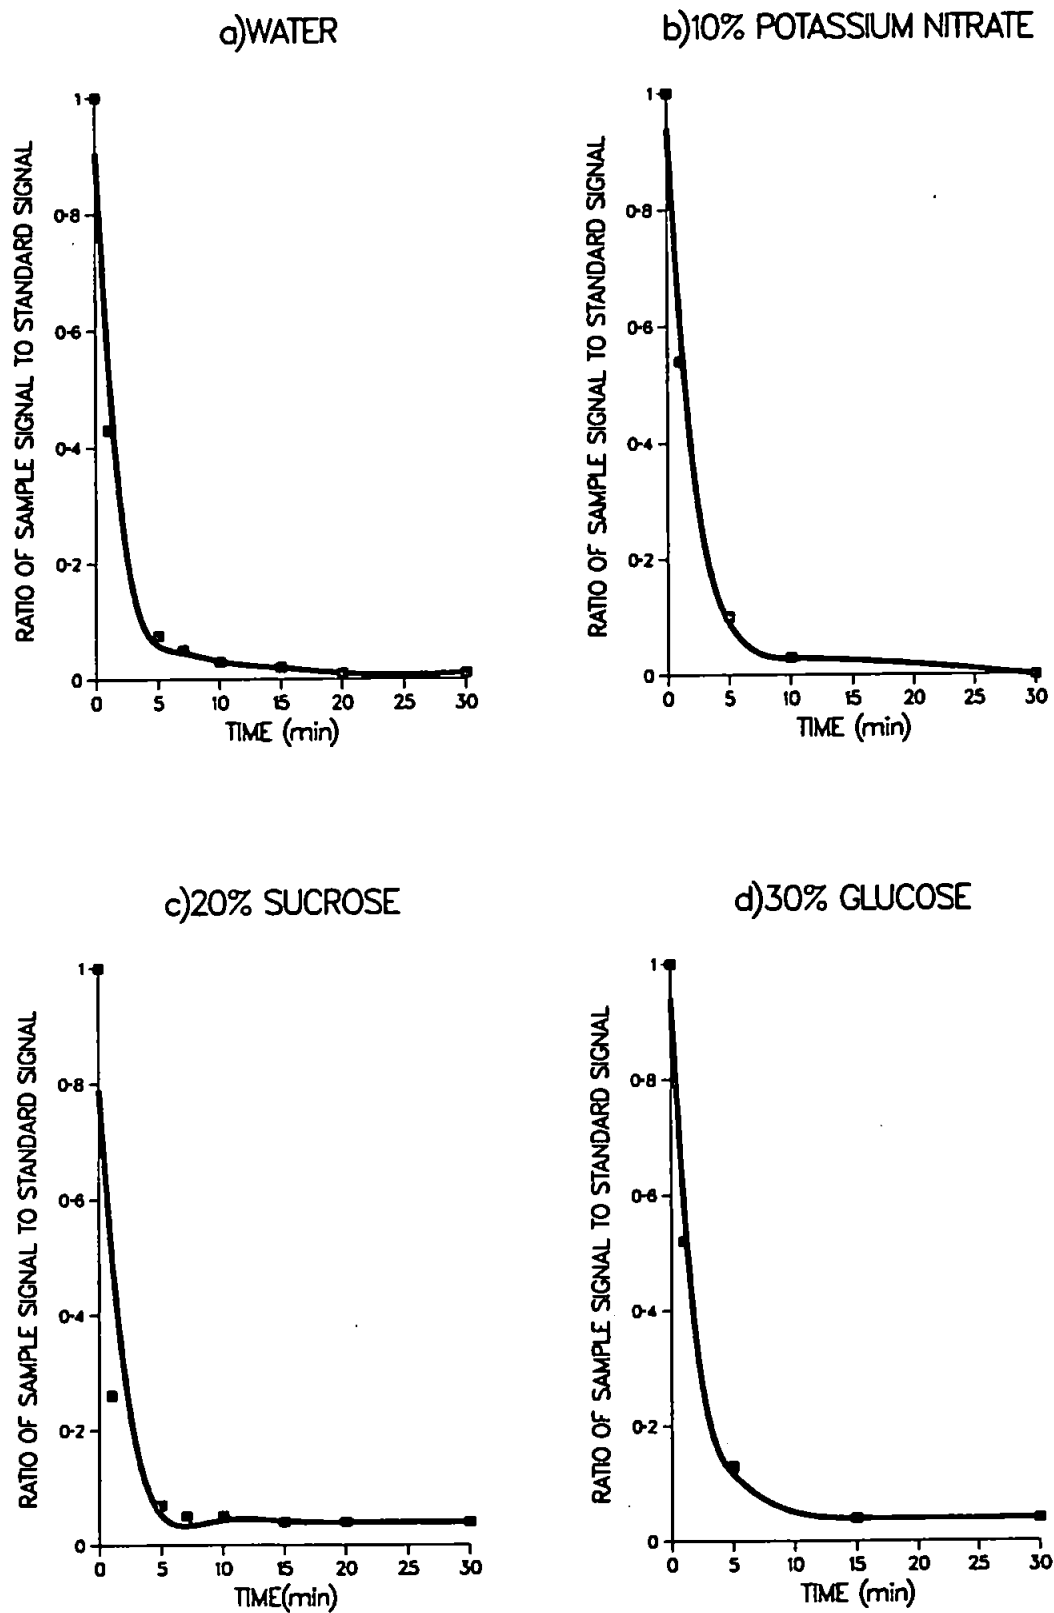 a)WATER
RATIO OF SAMPLE SIGNAL TO STANDARD SIGNAL
1
0·8
0·6
0·4
0·2
0
0 5 10 15 20 25 30
TIME (min)
b)10% POTASSIUM NITRATE
RATIO OF SAMPLE SIGNAL TO STANDARD SIGNAL
1
0·8
0·6
0·4
0·2
0
0 5 10 15 20 25 30
TIME (min)
c)20% SUCROSE
RATIO OF SAMPLE SIGNAL TO STANDARD SIGNAL
1
0·8
0·6
0·4
0·2
0
0 5 10 15 20 25 30
TIME(min)
d)30% GLUCOSE
RATIO OF SAMPLE SIGNAL TO STANDARD SIGNAL
1
0·8
0·6
0·4
0·2
0
0 5 10 15 20 25 30
TIME (min)